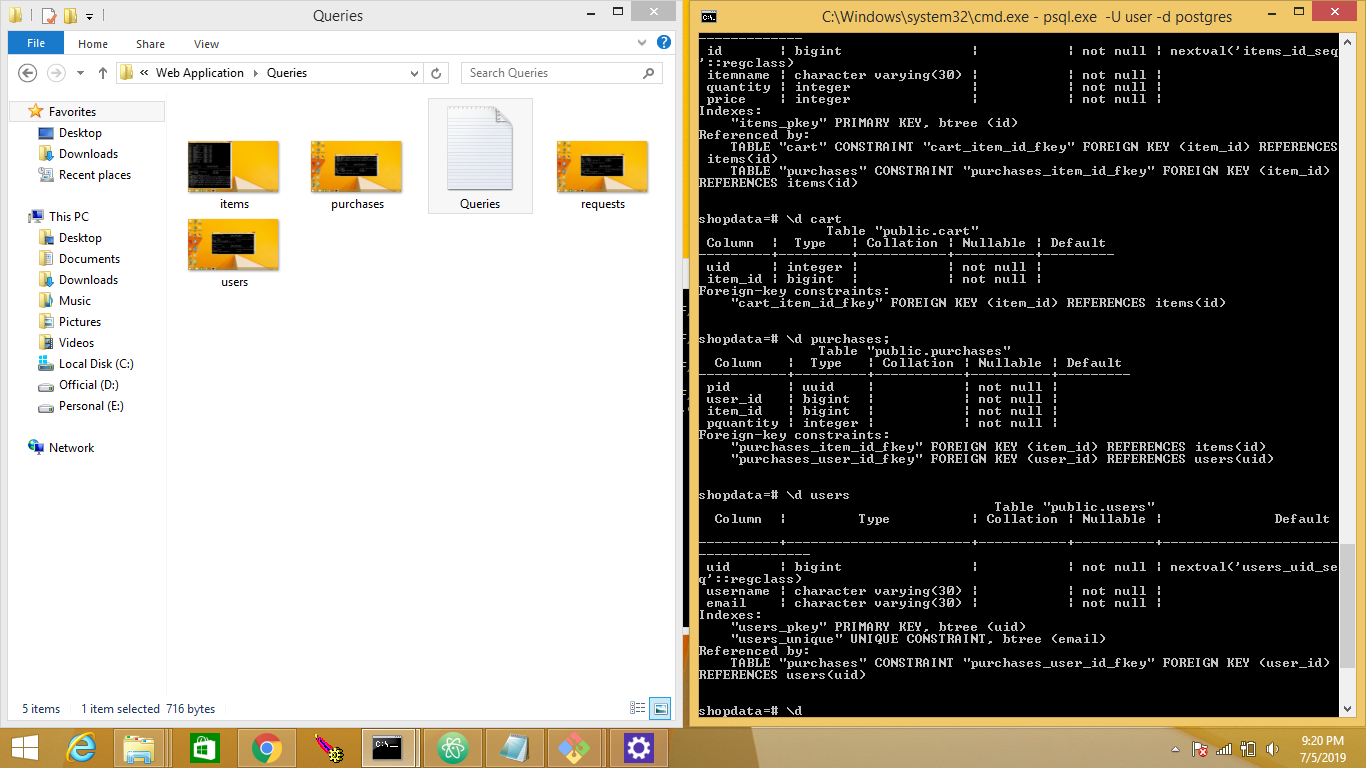 Queries
File Home Share View
« Web Application › Queries
Search Queries
Favorites
Desktop
Downloads
Recent places
This PC
Desktop
Documents
Downloads
Music
Pictures
Videos
Local Disk (C:)
Official (D:)
Personal (E:)
Network
items
purchases
Queries
requests
users
5 items 1 item selected 716 bytes
C:\Windows\system32\cmd.exe - psql.exe -U user -d postgres
-------------
id ¦ bigint ¦ ¦ not null ¦ nextval('items_id_seq
'::regclass)
itemname ¦ character varying(30) ¦ ¦ not null ¦
quantity ¦ integer ¦ ¦ not null ¦
price ¦ integer ¦ ¦ not null ¦
Indexes:
"items_pkey" PRIMARY KEY, btree (id)
Referenced by:
TABLE "cart" CONSTRAINT "cart_item_id_fkey" FOREIGN KEY (item_id) REFERENCES
items(id)
TABLE "purchases" CONSTRAINT "purchases_item_id_fkey" FOREIGN KEY (item_id)
REFERENCES items(id)
shopdata=# \d cart
Table "public.cart"
Column ¦ Type ¦ Collation ¦ Nullable ¦ Default
---------+---------+-----------+----------+---------
uid ¦ integer ¦ ¦ not null ¦
item_id ¦ bigint ¦ ¦ not null ¦
Foreign-key constraints:
"cart_item_id_fkey" FOREIGN KEY (item_id) REFERENCES items(id)
shopdata=# \d purchases;
Table "public.purchases"
Column ¦ Type ¦ Collation ¦ Nullable ¦ Default
-----------+---------+-----------+----------+---------
pid ¦ uuid ¦ ¦ not null ¦
user_id ¦ bigint ¦ ¦ not null ¦
item_id ¦ bigint ¦ ¦ not null ¦
pquantity ¦ integer ¦ ¦ not null ¦
Foreign-key constraints:
"purchases_item_id_fkey" FOREIGN KEY (item_id) REFERENCES items(id)
"purchases_user_id_fkey" FOREIGN KEY (user_id) REFERENCES users(uid)
shopdata=# \d users
Table "public.users"
Column ¦ Type ¦ Collation ¦ Nullable ¦ Default
----------+-----------------------+-----------+----------+----------------------
--------------
uid ¦ bigint ¦ ¦ not null ¦ nextval('users_uid_se
q'::regclass)
username ¦ character varying(30) ¦ ¦ not null ¦
email ¦ character varying(30) ¦ ¦ not null ¦
Indexes:
"users_pkey" PRIMARY KEY, btree (uid)
"users_unique" UNIQUE CONSTRAINT, btree (email)
Referenced by:
TABLE "purchases" CONSTRAINT "purchases_user_id_fkey" FOREIGN KEY (user_id)
REFERENCES users(uid)
shopdata=# \d
9:20 PM
7/5/2019